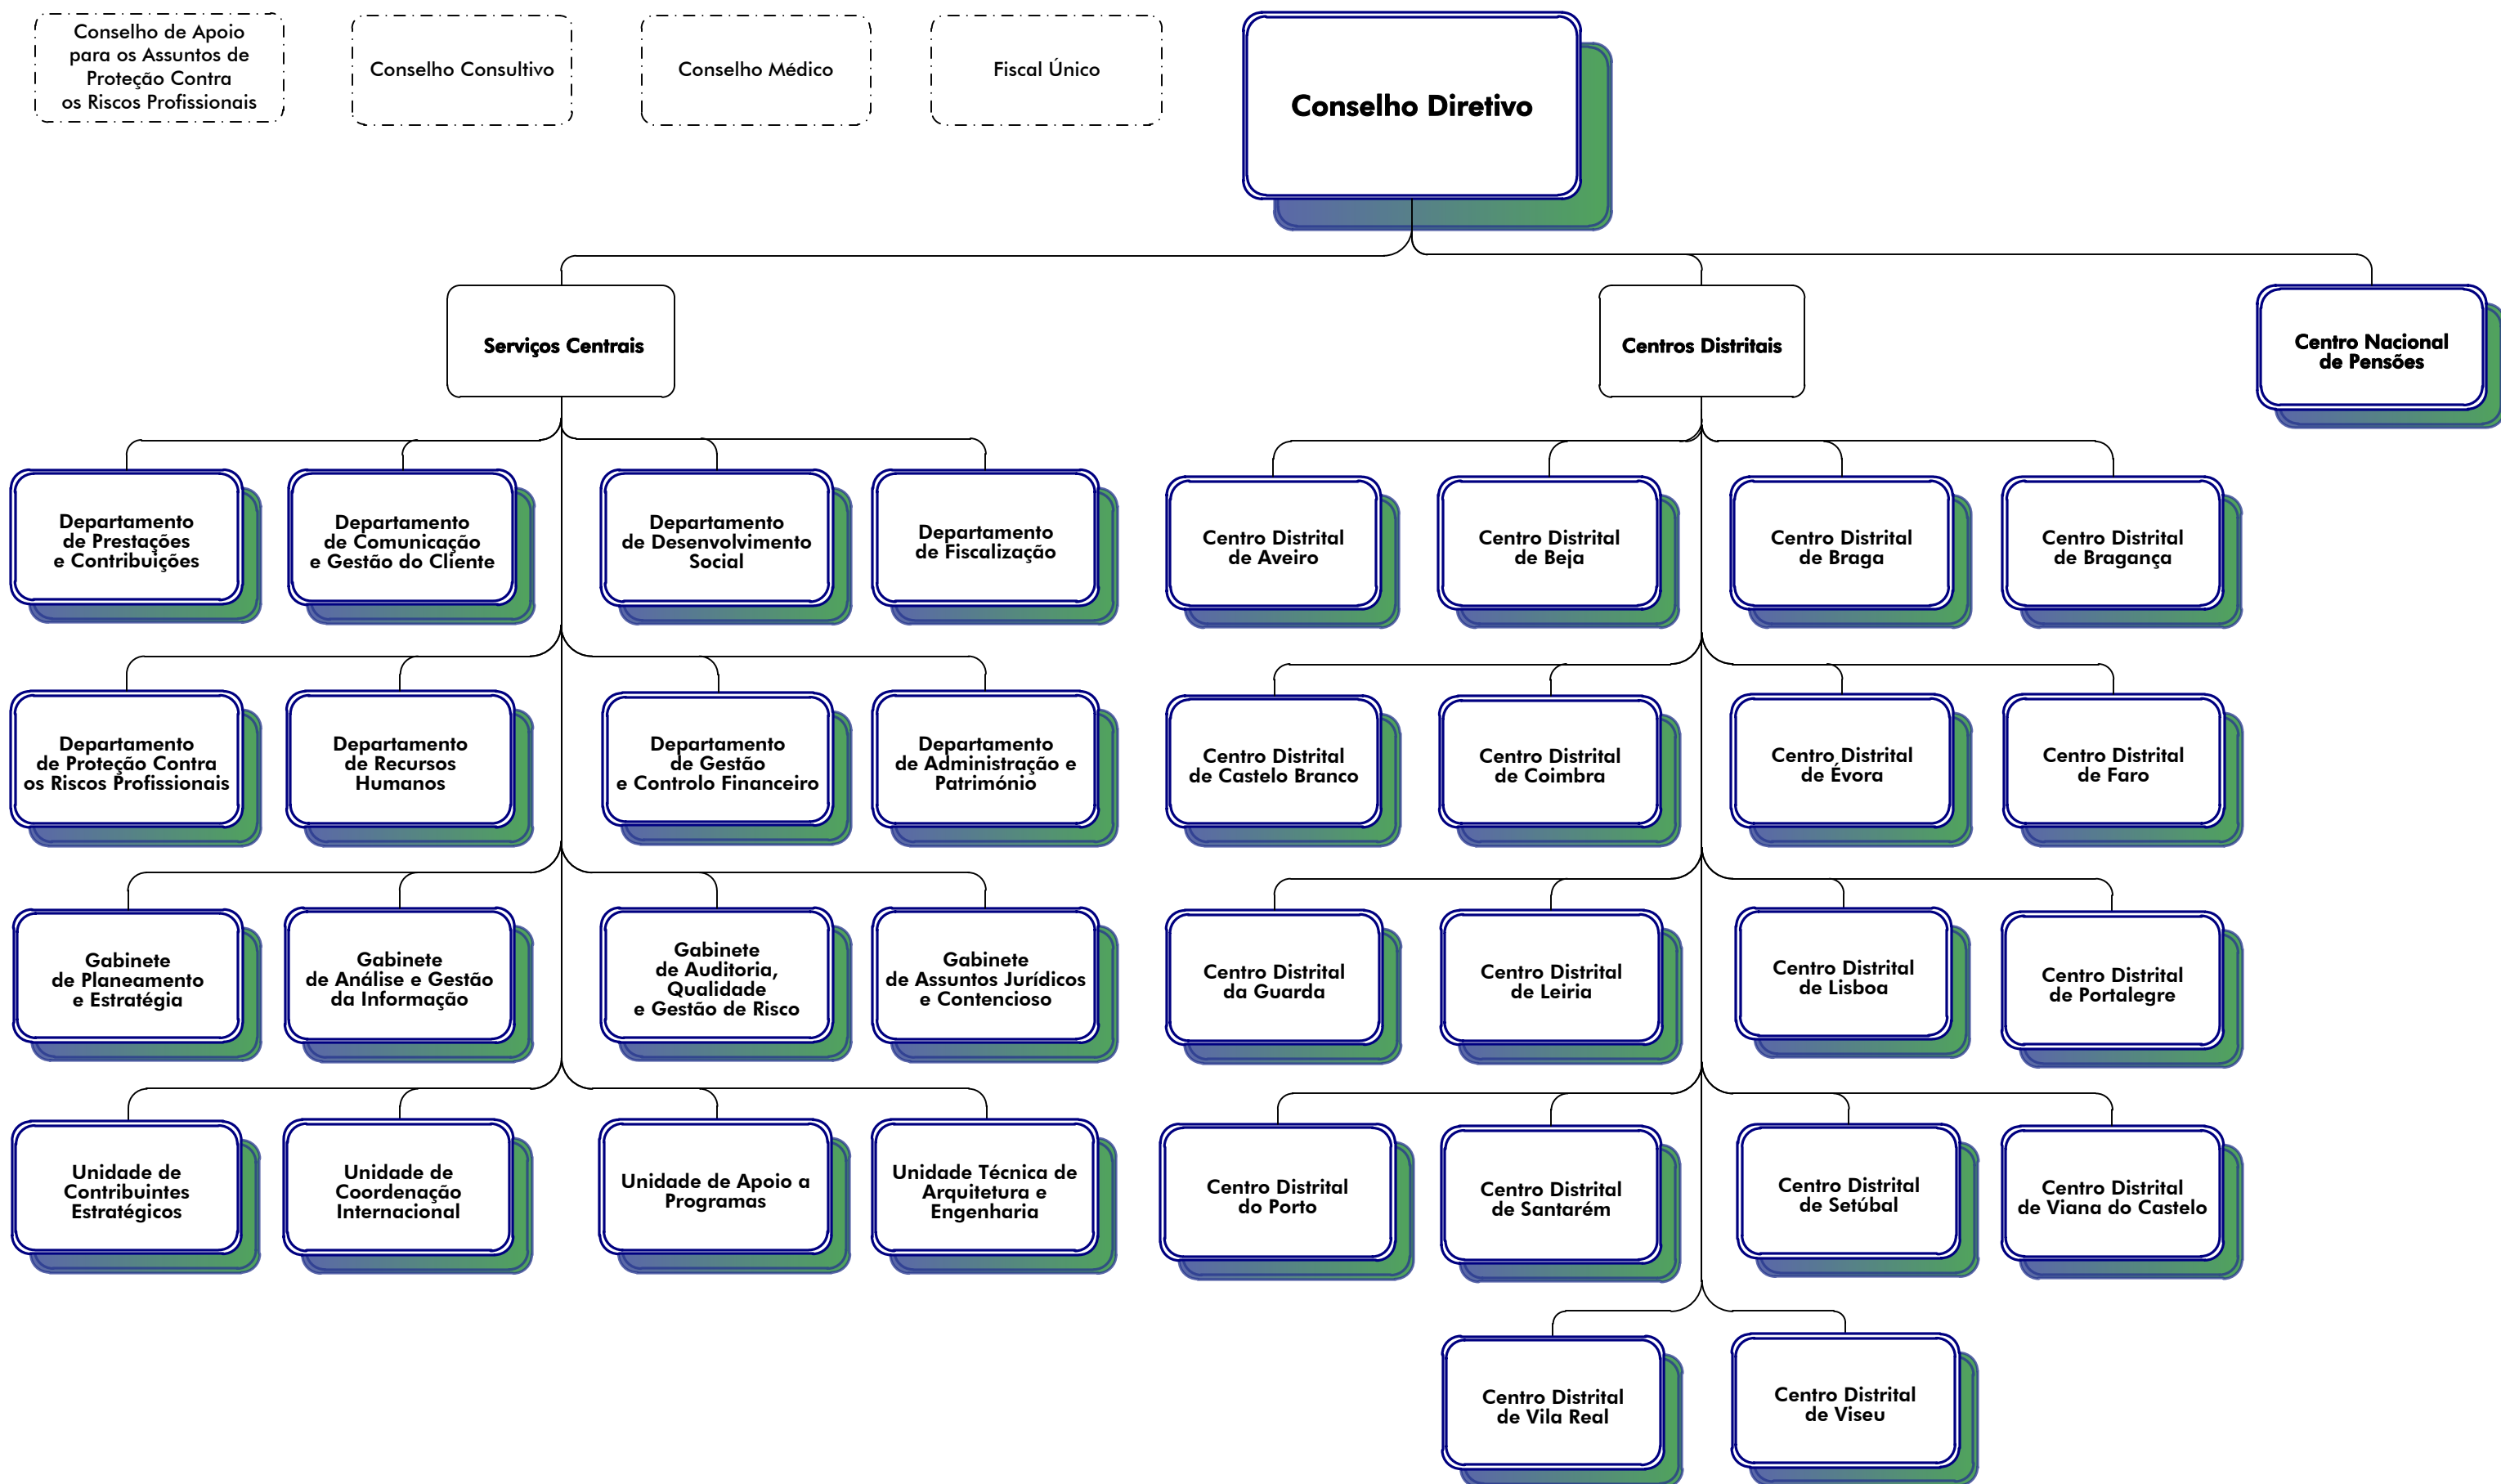 Conselho de Apoio
para os Assuntos de
Proteção Contra
os Riscos Profissionais
Conselho Consultivo
Conselho Médico
Fiscal Único
Conselho Diretivo
Serviços Centrais
Centros Distritais
Centro Nacional
de Pensões
Departamento
de Prestações
e Contribuições
Departamento
de Comunicação
e Gestão do Cliente
Departamento
de Desenvolvimento
Social
Departamento
de Fiscalização
Centro Distrital
de Aveiro
Centro Distrital
de Beja
Centro Distrital
de Braga
Centro Distrital
de Bragança
Departamento
de Proteção Contra
os Riscos Profissionais
Departamento
de Recursos
Humanos
Departamento
de Gestão
e Controlo Financeiro
Departamento
de Administração e
Património
Centro Distrital
de Castelo Branco
Centro Distrital
de Coimbra
Centro Distrital
de Évora
Centro Distrital
de Faro
Gabinete
de Planeamento
e Estratégia
Gabinete
de Análise e Gestão
da Informação
Gabinete
de Auditoria,
Qualidade
e Gestão de Risco
Gabinete
de Assuntos Jurídicos
e Contencioso
Centro Distrital
da Guarda
Centro Distrital
de Leiria
Centro Distrital
de Lisboa
Centro Distrital
de Portalegre
Unidade de
Contribuintes
Estratégicos
Unidade de
Coordenação
Internacional
Unidade de Apoio a
Programas
Unidade Técnica de
Arquitetura e
Engenharia
Centro Distrital
do Porto
Centro Distrital
de Santarém
Centro Distrital
de Setúbal
Centro Distrital
de Viana do Castelo
Centro Distrital
de Vila Real
Centro Distrital
de Viseu